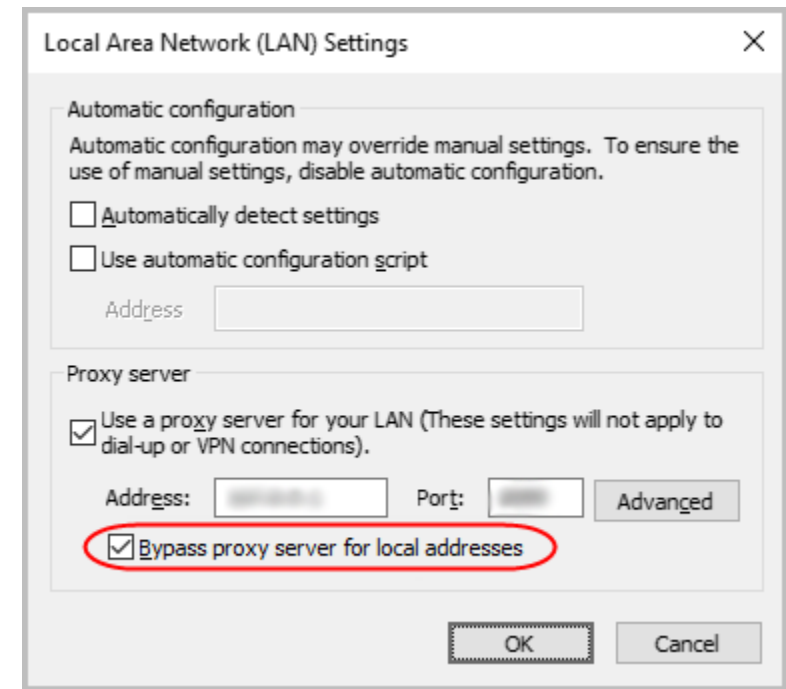 Local Area Network (LAN) Settings
Automatic configuration
Automatic configuration may override manual settings.  To ensure the
use of manual settings, disable automatic configuration.
Automatically detect settings
Use automatic configuration script
Address
Proxy server
Use a proxy server for your LAN (These settings will not apply to
dial-up or VPN connections).
Address: Port: Advanced
Bypass proxy server for local addresses
OK Cancel